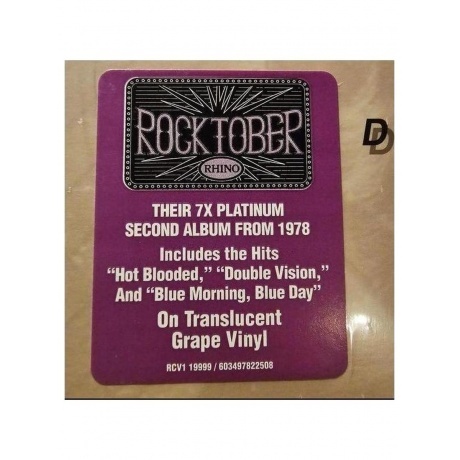 ROCKTOBER
RHINO
D
THEIR 7X PLATINUM
SECOND ALBUM FROM 1978
Includes the Hits
"Hot Blooded," "Double Vision,"
And "Blue Morning, Blue Day"
On Translucent
Grape Vinyl
RCV1 19999 / 603497822508